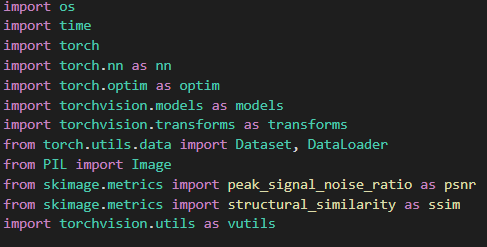 import os
import time
import torch
import torch.nn as nn
import torch.optim as optim
import torchvision.models as models
import torchvision.transforms as transforms
from torch.utils.data import Dataset, DataLoader
from PIL import Image
from skimage.metrics import peak_signal_noise_ratio as psnr
from skimage.metrics import structural_similarity as ssim
import torchvision.utils as vutils